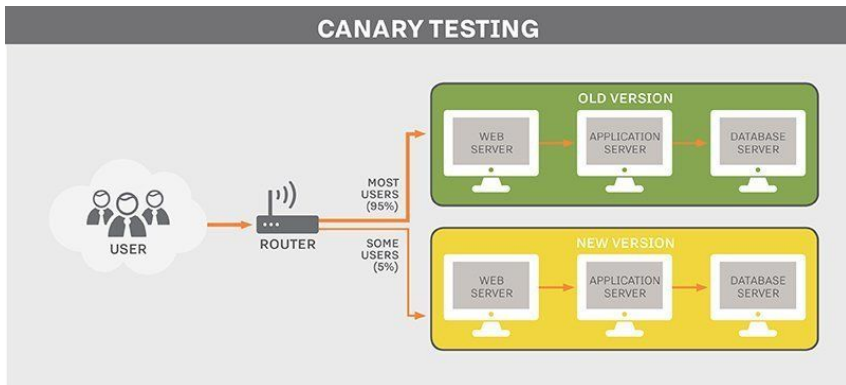 CANARY TESTING
USER
ROUTER
MOST
USERS
(95%)
SOME
USERS
(5%)
OLD VERSION
WEB
SERVER
APPLICATION
SERVER
DATABASE
SERVER
NEW VERSION
WEB
SERVER
APPLICATION
SERVER
DATABASE
SERVER